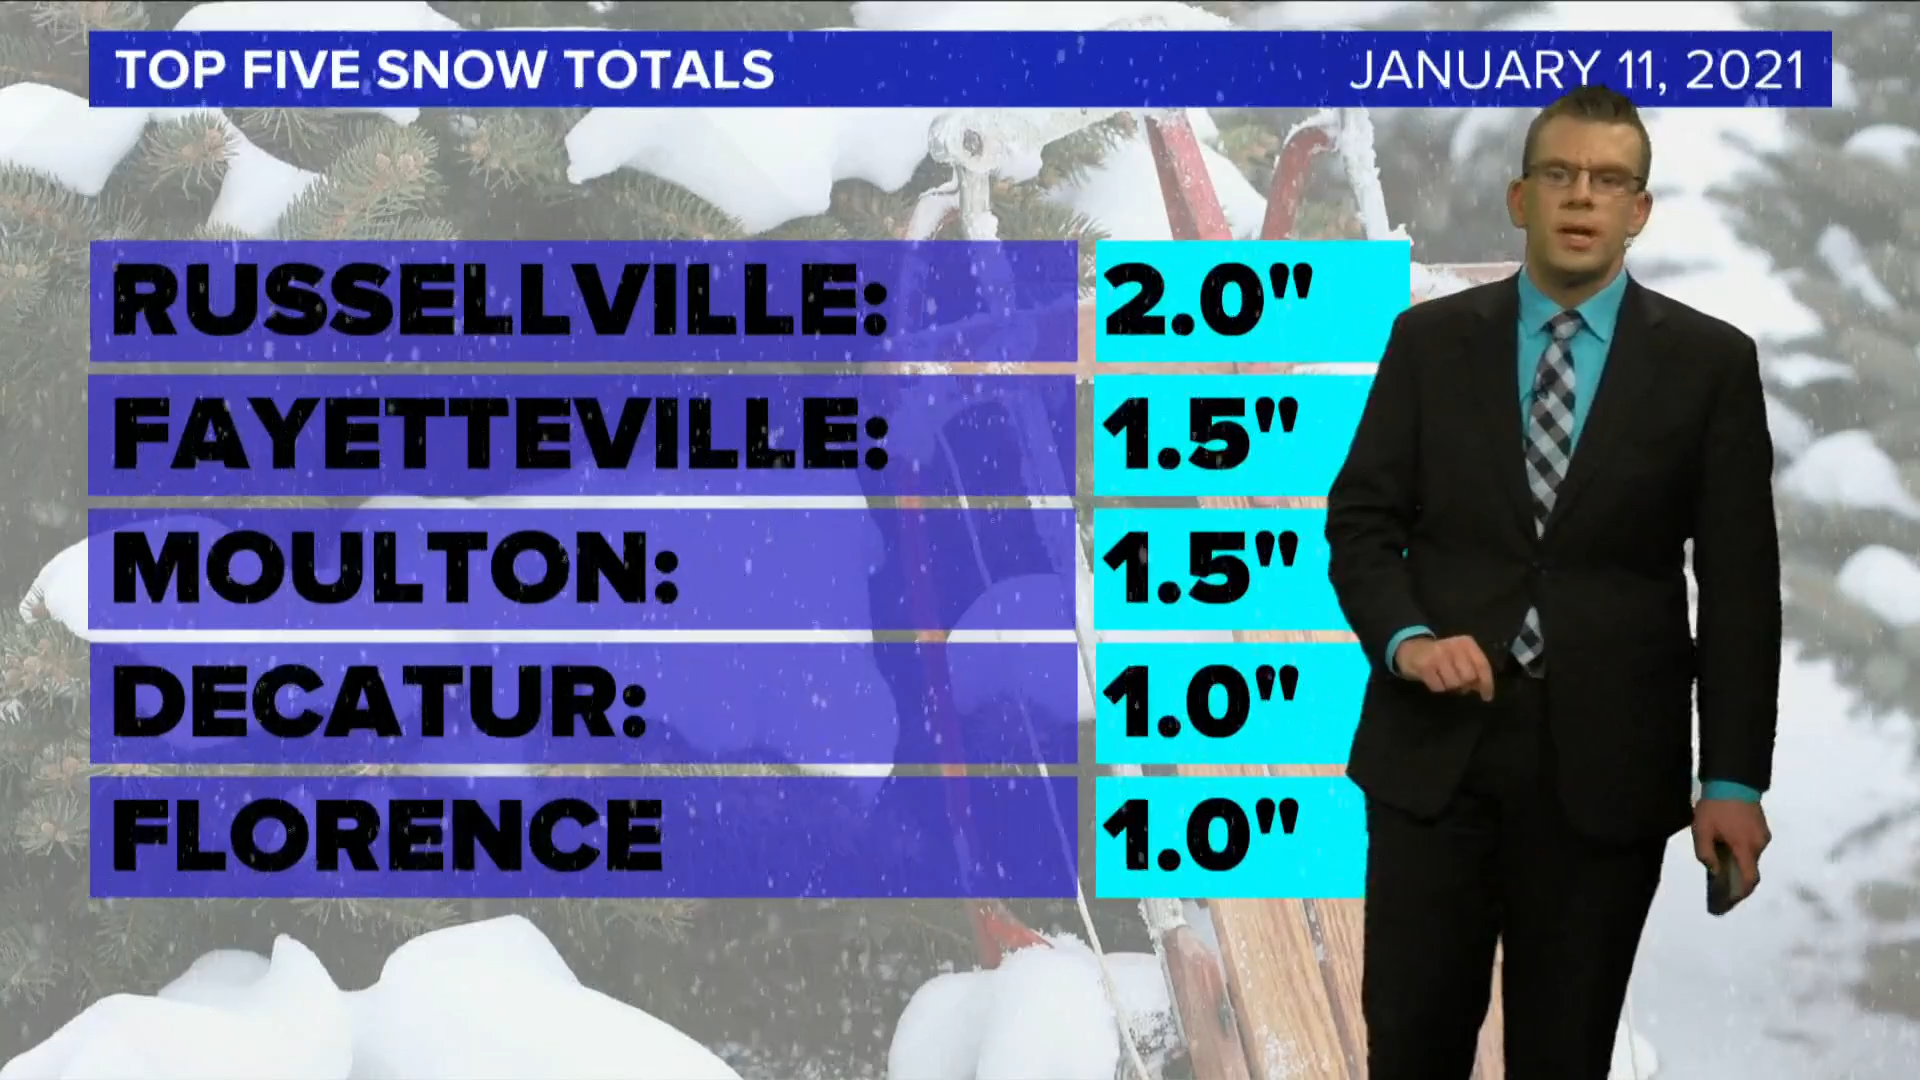 TOP FIVE SNOW TOTALS
JANUARY 11, 2021
RUSSELLVILLE: 2.0"
FAYETTEVILLE: 1.5"
MOULTON: 1.5"
DECATUR: 1.0"
FLORENCE 1.0"